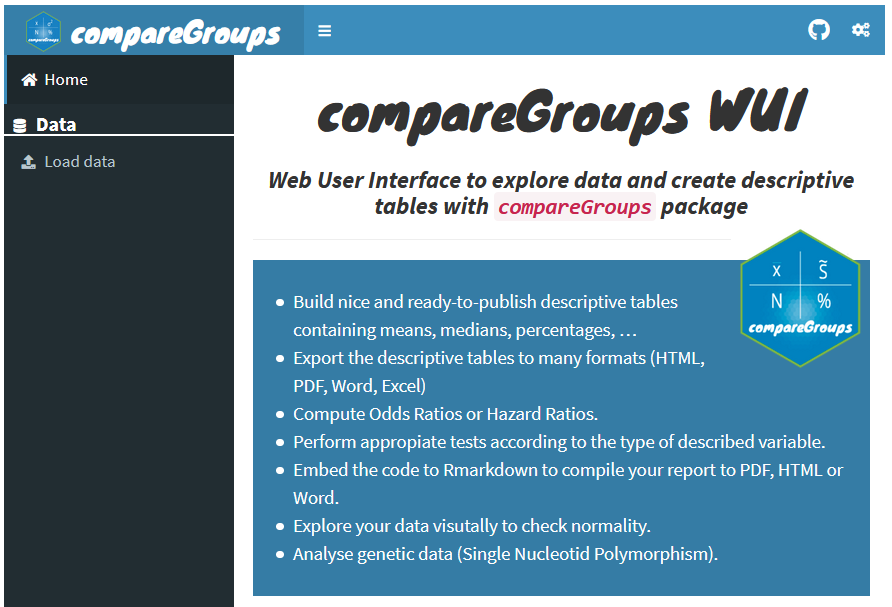 compareGroups
Home
Data
Load data
compareGroups WUI
Web User Interface to explore data and create descriptive
tables with compareGroups package
x S̃
N %
compareGroups
Build nice and ready-to-publish descriptive tables
containing means, medians, percentages, …
Export the descriptive tables to many formats (HTML,
PDF, Word, Excel)
Compute Odds Ratios or Hazard Ratios.
Perform appropiate tests according to the type of described variable.
Embed the code to Rmarkdown to compile your report to PDF, HTML or
Word.
Explore your data visutally to check normality.
Analyse genetic data (Single Nucleotid Polymorphism).